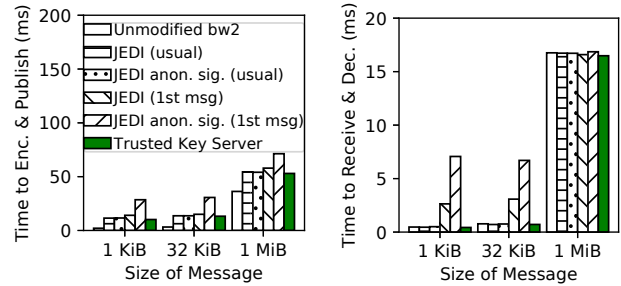 Time to Enc. & Publish (ms)
200
150
100
50
0
Unmodified bw2
JEDI (usual)
JEDI anon. sig. (usual)
JEDI (1st msg)
JEDI anon. sig. (1st msg)
Trusted Key Server
1 KiB 32 KiB 1 MiB
Size of Message
Time to Receive & Dec. (ms)
20
15
10
5
0
1 KiB 32 KiB 1 MiB
Size of Message